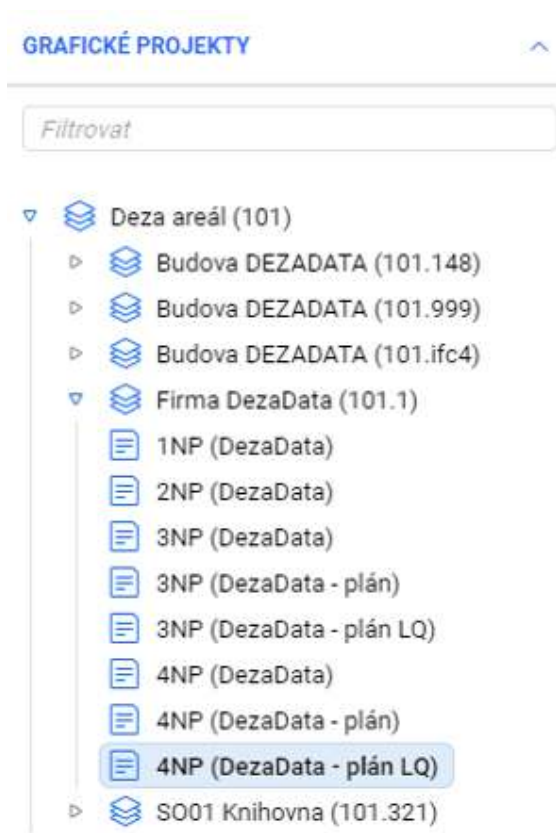 GRAFICKÉ PROJEKTY
Filtrovat
Deza areál (101)
Budova DEZADATA (101.148)
Budova DEZADATA (101.999)
Budova DEZADATA (101.ifc4)
Firma DezaData (101.1)
1NP (DezaData)
2NP (DezaData)
3NP (DezaData)
3NP (DezaData - plán)
3NP (DezaData - plán LQ)
4NP (DezaData)
4NP (DezaData - plán)
4NP (DezaData - plán LQ)
SO01 Knihovna (101.321)